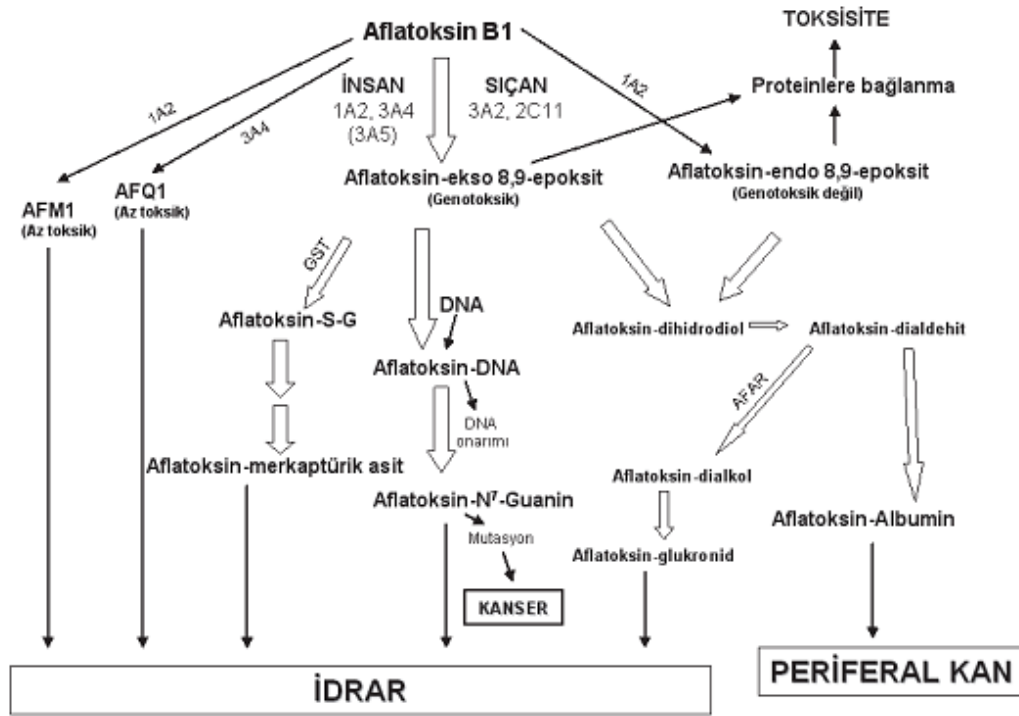 TOKSİSİTE
Aflatoksin B1
1A2
3A4
İNSAN
1A2, 3A4
(3A5)
SIÇAN
3A2, 2C11
1A2
Proteinlere bağlanma
Aflatoksin-ekso 8,9-epoksit
(Genotoksik)
Aflatoksin-endo 8,9-epoksit
(Genotoksik değil)
AFM1
(Az toksik)
AFQ1
(Az toksik)
GST
Aflatoksin-S-G
DNA
Aflatoksin-dihidrodiol
Aflatoksin-dialdehit
Aflatoksin-DNA
DNA
onarımı
AFAR
Aflatoksin-merkaptürik asit
Aflatoksin-dialkol
Aflatoksin-N⁷-Guanin
Aflatoksin-Albumin
Mutasyon
Aflatoksin-glukronid
KANSER
İDRAR
PERİFERAL KAN